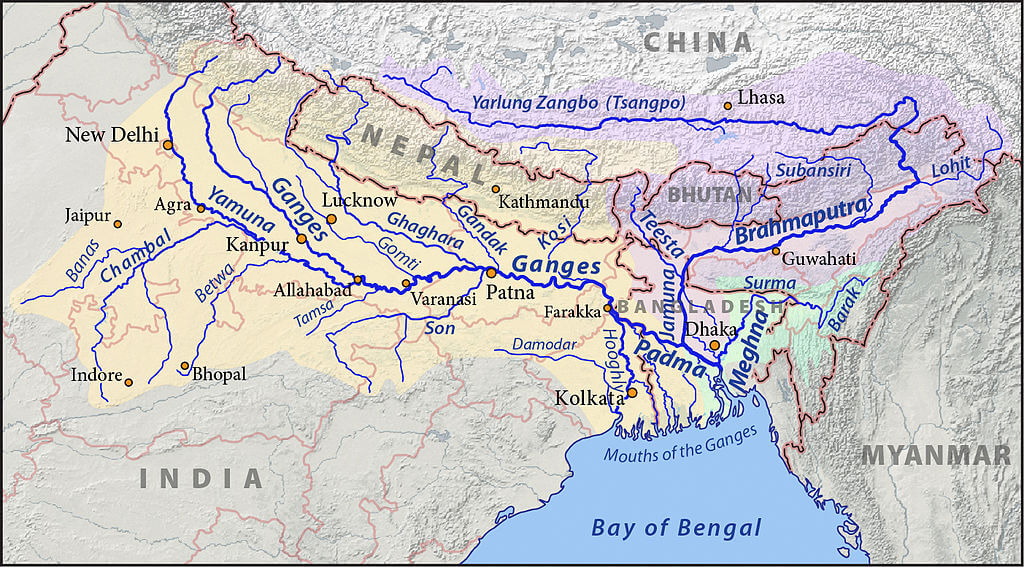 CHINA
Yarlung Zangbo (Tsangpo)
Lhasa
New Delhi
NEPAL
Lohit
Subansiri
BHUTAN
Kathmandu
Agra
Yamuna
Ganges
Lucknow
Jaipur
Ghaghara
Gandak
Kosi
Teesta
Brahmaputra
Banas
Chambal
Kanpur
Gomti
Guwahati
Ganges
Betwa
Allahabad
Varanasi
Patna
Surma
Tamsa
Farakka
BANGLADESH
Jamuna
Barak
Son
Dhaka
Damodar
Hooghly
Padma
Meghna
Indore
Bhopal
Kolkata
Mouths of the Ganges
MYANMAR
INDIA
Bay of Bengal